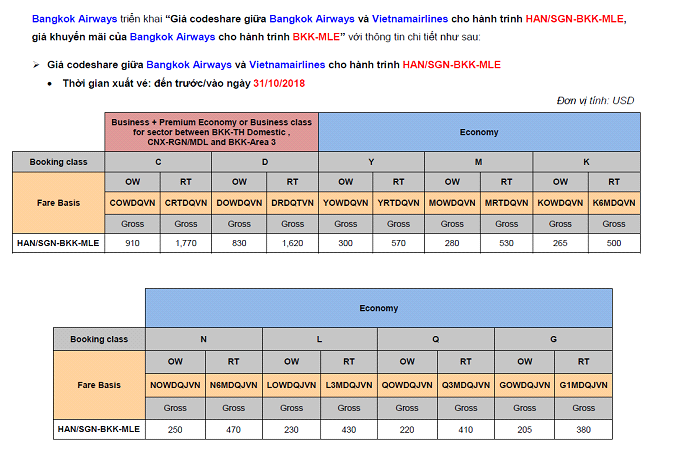 Bangkok Airways triển khai “Giá codeshare giữa Bangkok Airways và Vietnamairlines cho hành trình HAN/SGN-BKK-MLE,
giá khuyến mãi của Bangkok Airways cho hành trình BKK-MLE” với thông tin chi tiết như sau:
➢ Giá codeshare giữa Bangkok Airways và Vietnamairlines cho hành trình HAN/SGN-BKK-MLE
• Thời gian xuất vé: đến trước/vào ngày 31/10/2018
Đơn vị tính: USD
Business + Premium Economy or Business class
for sector between BKK-TH Domestic ,
CNX-RGN/MDL and BKK-Area 3
Economy
Booking class C D Y M K
OW RT OW RT OW RT OW RT OW RT
Fare Basis COWDQVN CRTDQVN DOWDQVN DRDQTVN YOWDQVN YRTDQVN MOWDQVN MRTDQVN KOWDQVN K6MDQVN
Gross Gross Gross Gross Gross Gross Gross Gross Gross Gross
HAN/SGN-BKK-MLE 910 1,770 830 1,620 300 570 280 530 265 500
Economy
Booking class N L Q G
OW RT OW RT OW RT OW RT
Fare Basis NOWDQJVN N6MDQJVN LOWDQJVN L3MDQJVN QOWDQJVN Q3MDQJVN GOWDQJVN G1MDQJVN
Gross Gross Gross Gross Gross Gross Gross Gross
HAN/SGN-BKK-MLE 250 470 230 430 220 410 205 380